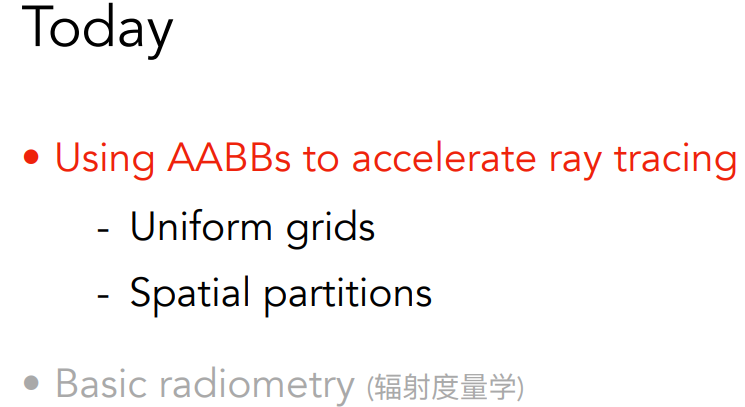 Today
• Using AABBs to accelerate ray tracing
- Uniform grids
- Spatial partitions
• Basic radiometry (辐射度量学)